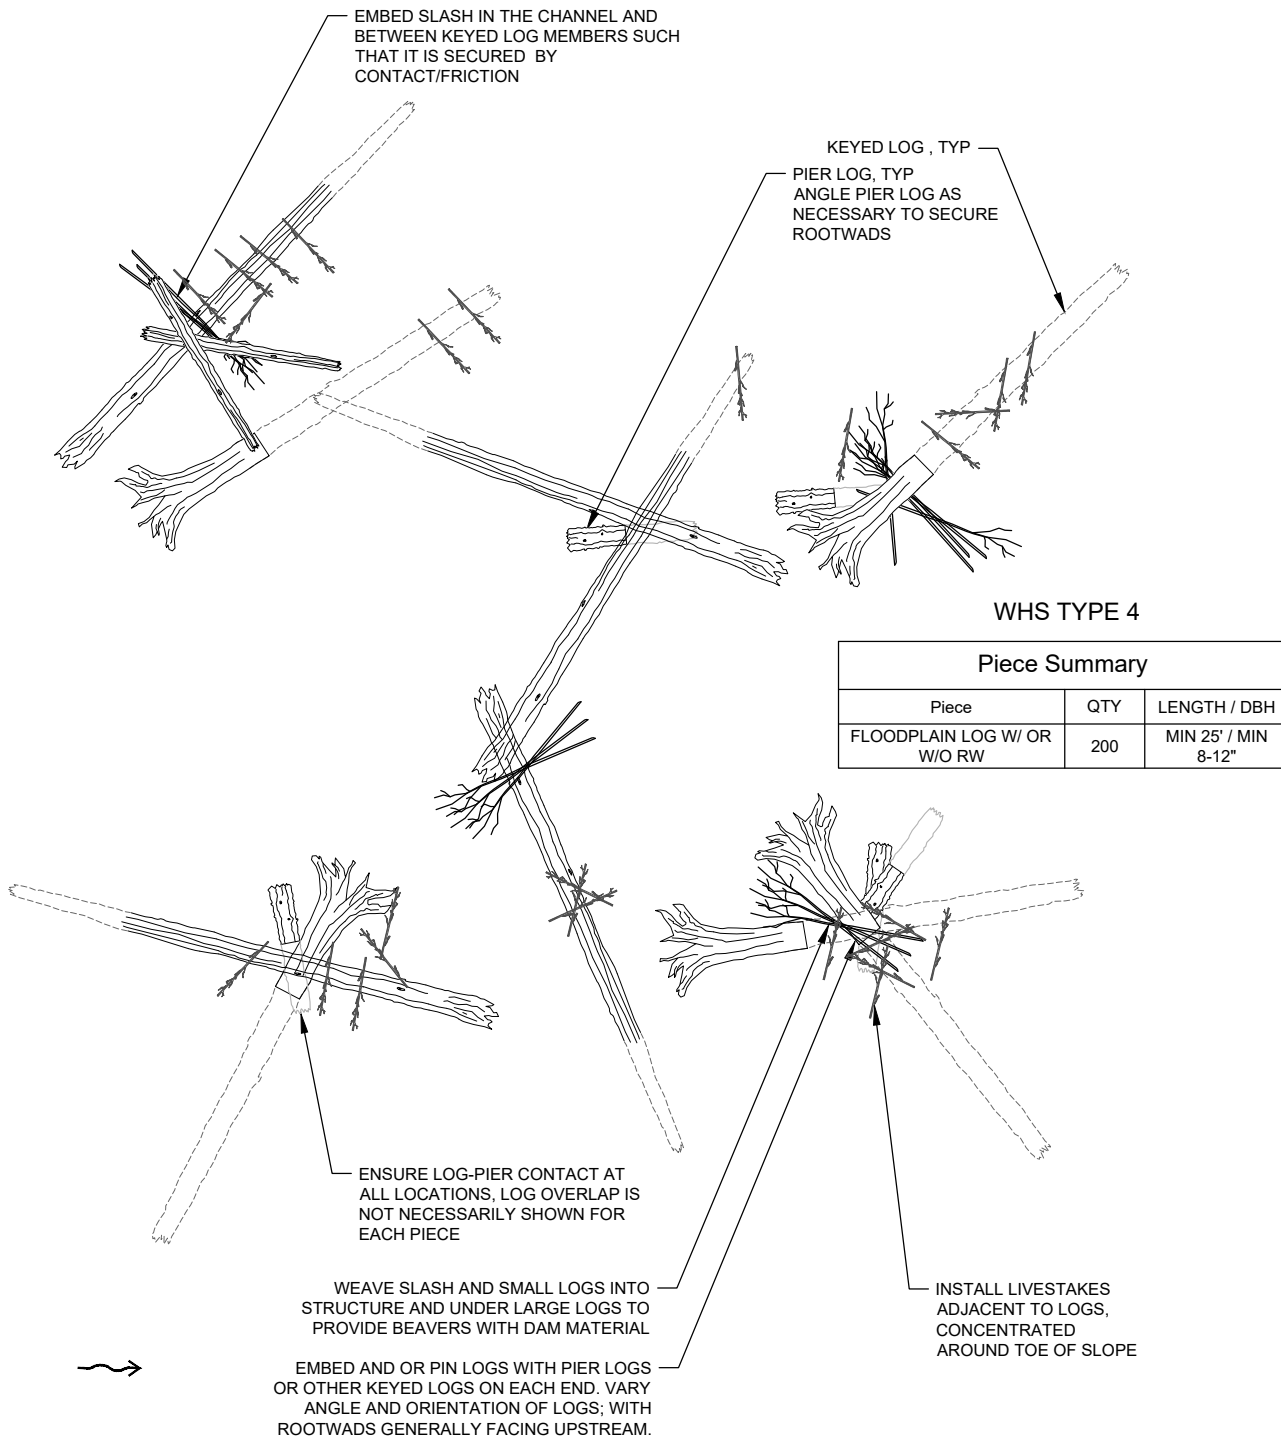 EMBED SLASH IN THE CHANNEL AND
BETWEEN KEYED LOG MEMBERS SUCH
THAT IT IS SECURED BY
CONTACT/FRICTION
KEYED LOG , TYP
PIER LOG, TYP
ANGLE PIER LOG AS
NECESSARY TO SECURE
ROOTWADS
WHS TYPE 4
Piece Summary
Piece QTY LENGTH / DBH
FLOODPLAIN LOG W/ OR
W/O RW
200
MIN 25' / MIN
8-12"
ENSURE LOG-PIER CONTACT AT
ALL LOCATIONS, LOG OVERLAP IS
NOT NECESSARILY SHOWN FOR
EACH PIECE
WEAVE SLASH AND SMALL LOGS INTO
STRUCTURE AND UNDER LARGE LOGS TO
PROVIDE BEAVERS WITH DAM MATERIAL
INSTALL LIVESTAKES
ADJACENT TO LOGS,
CONCENTRATED
AROUND TOE OF SLOPE
EMBED AND OR PIN LOGS WITH PIER LOGS
OR OTHER KEYED LOGS ON EACH END. VARY
ANGLE AND ORIENTATION OF LOGS; WITH
ROOTWADS GENERALLY FACING UPSTREAM.